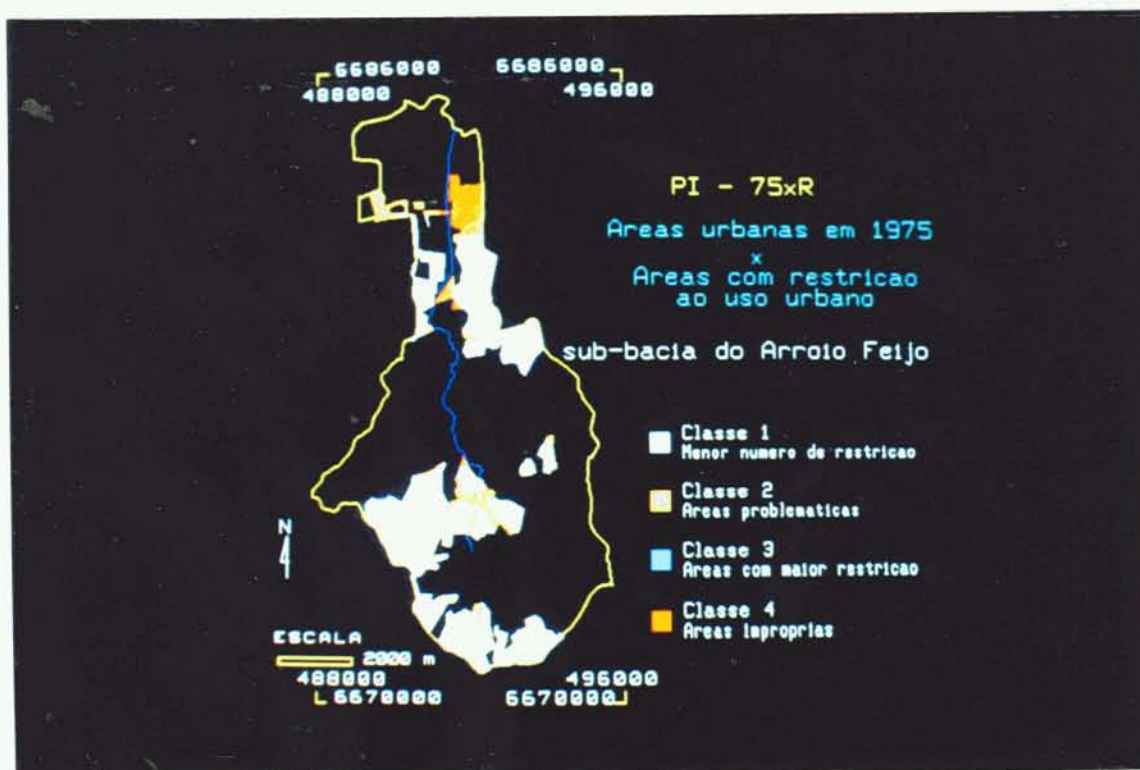 6686000 6686000
488000 496000
PI - 75xR
Areas urbanas em 1975
x
Areas com restricao
ao uso urbano
sub-bacia do Arroio Feijo
Classe 1
Menor numero de restricao
Classe 2
Areas problematicas
N
Classe 3
Areas com maior restricao
Classe 4
Areas improprias
ESCALA
2000 m
488000 496000
6670000 6670000